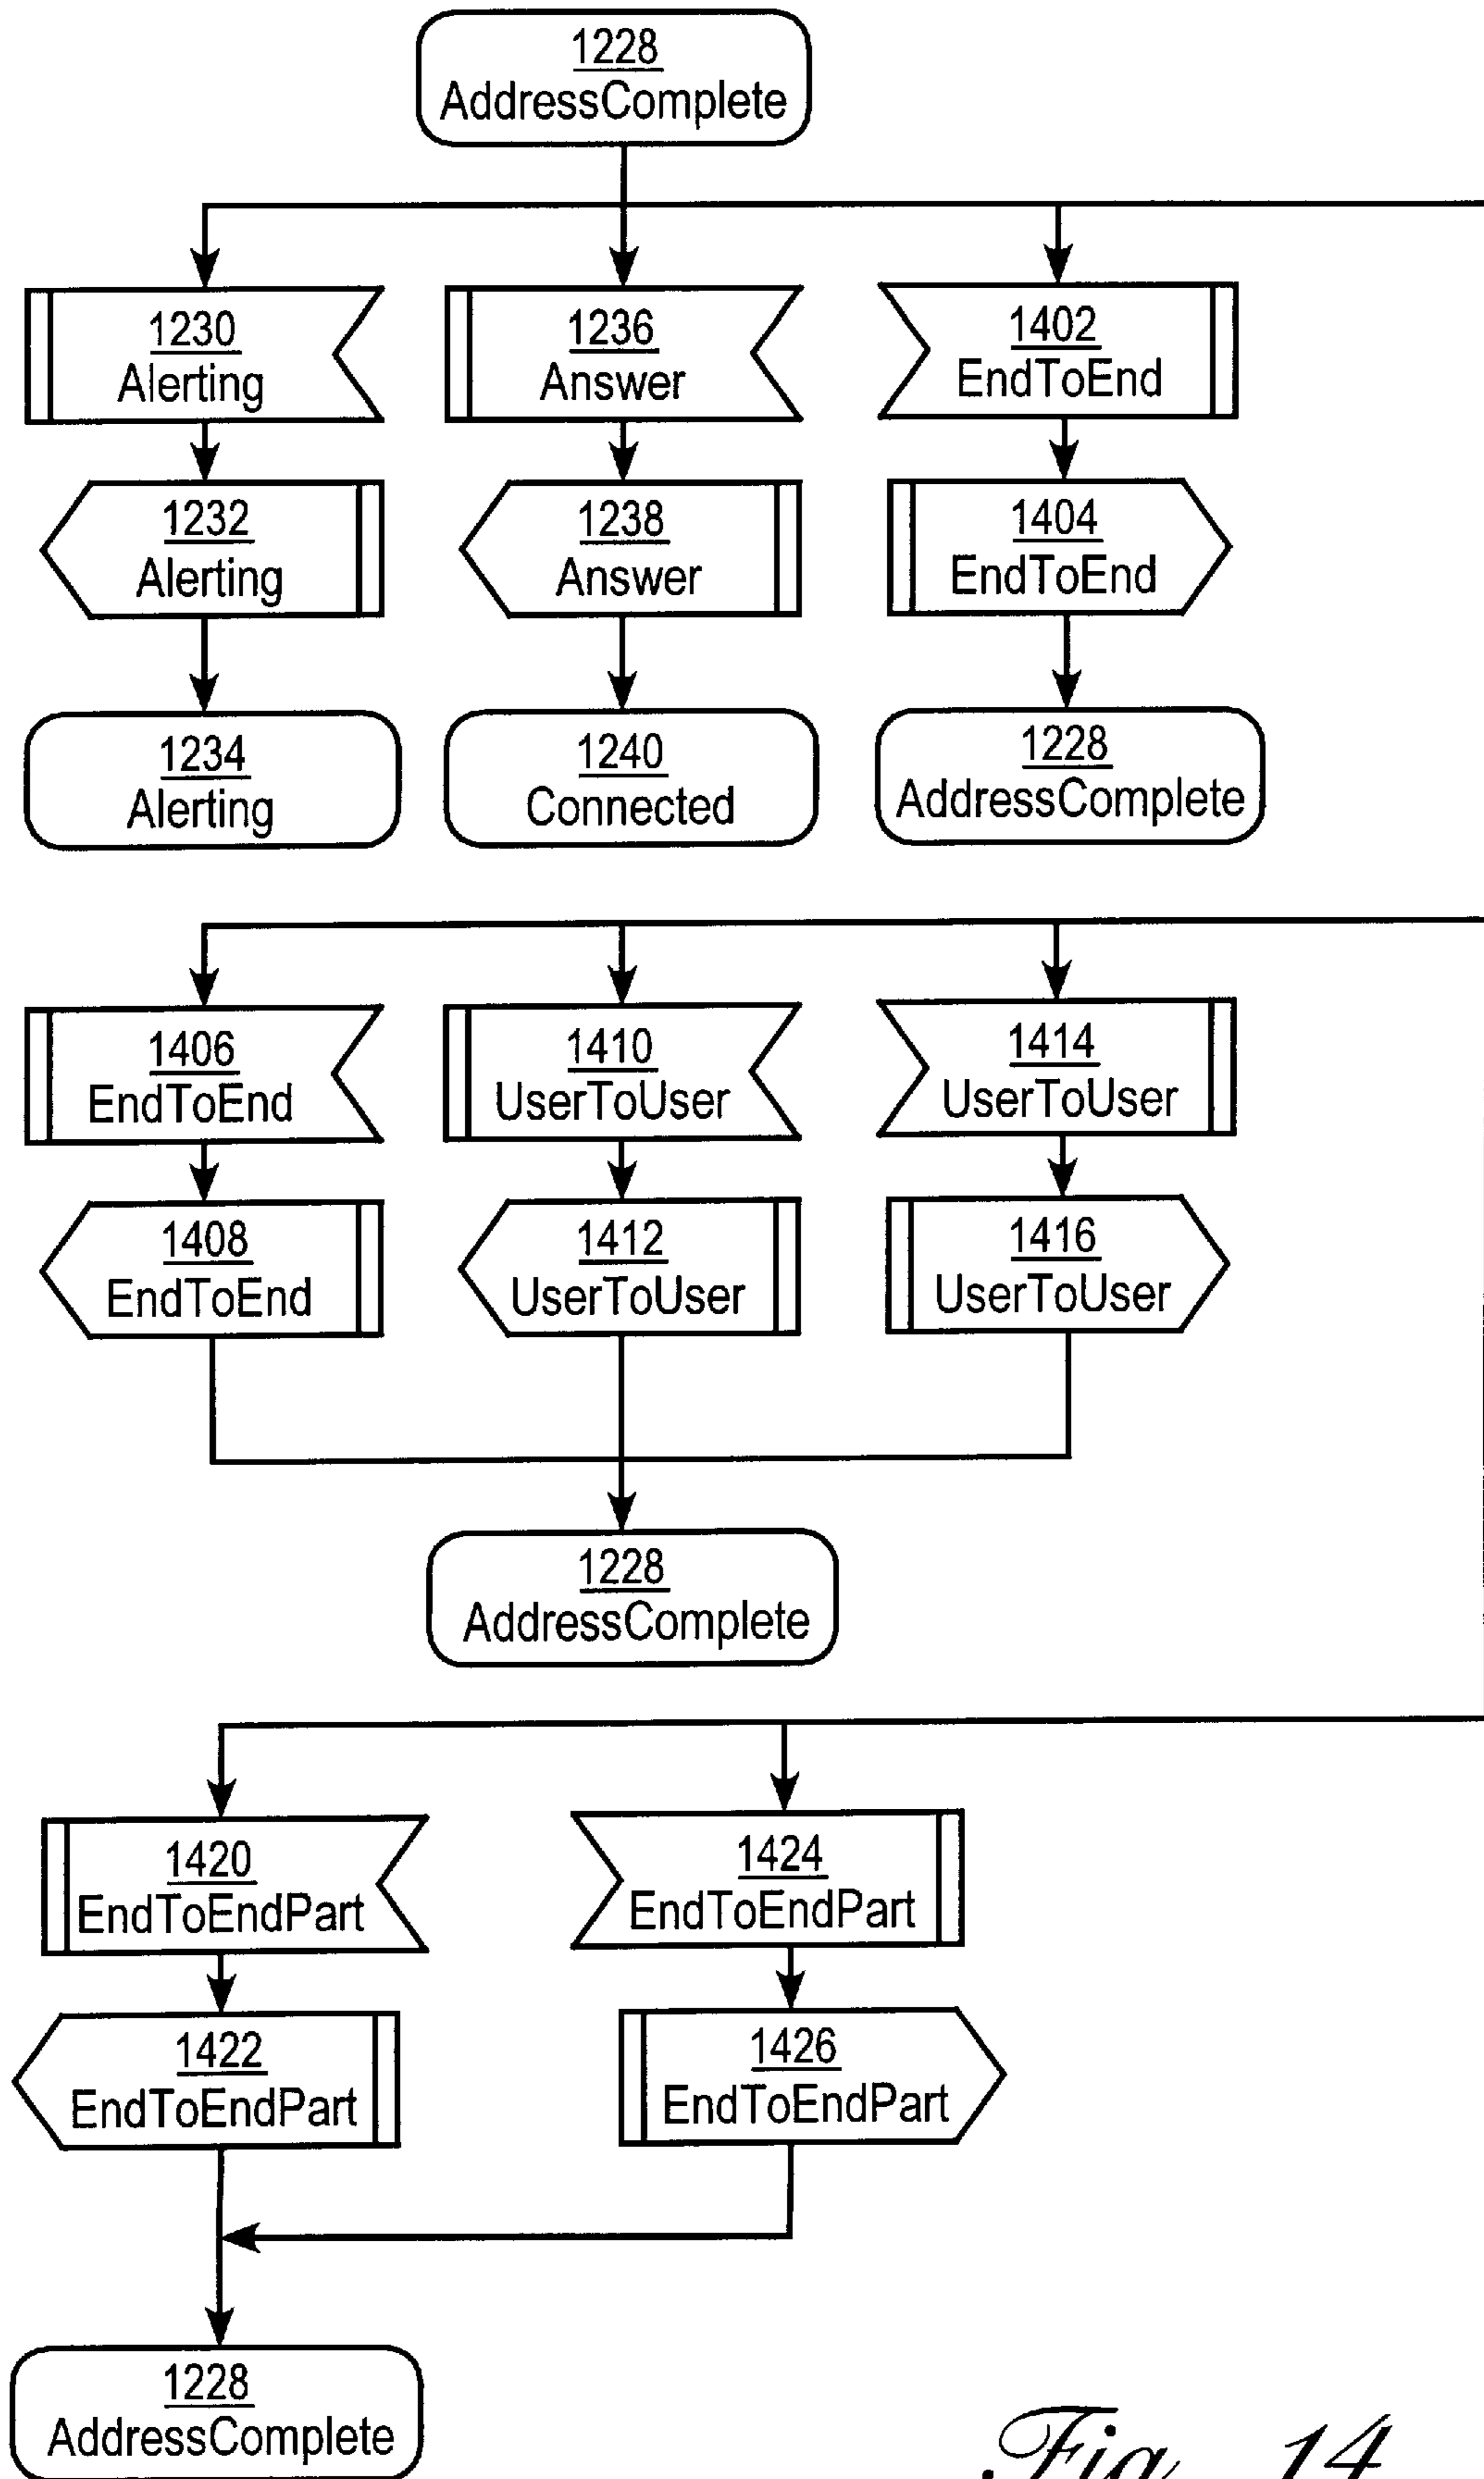 1228
AddressComplete
1230
Alerting
1236
Answer
1402
EndToEnd
1232
Alerting
1238
Answer
1404
EndToEnd
1234
Alerting
1240
Connected
1228
AddressComplete
1406
EndToEnd
1410
UserToUser
1414
UserToUser
1408
EndToEnd
1412
UserToUser
1416
UserToUser
1228
AddressComplete
1420
EndToEndPart
1424
EndToEndPart
1422
EndToEndPart
1426
EndToEndPart
1228
AddressComplete
Fig. 14